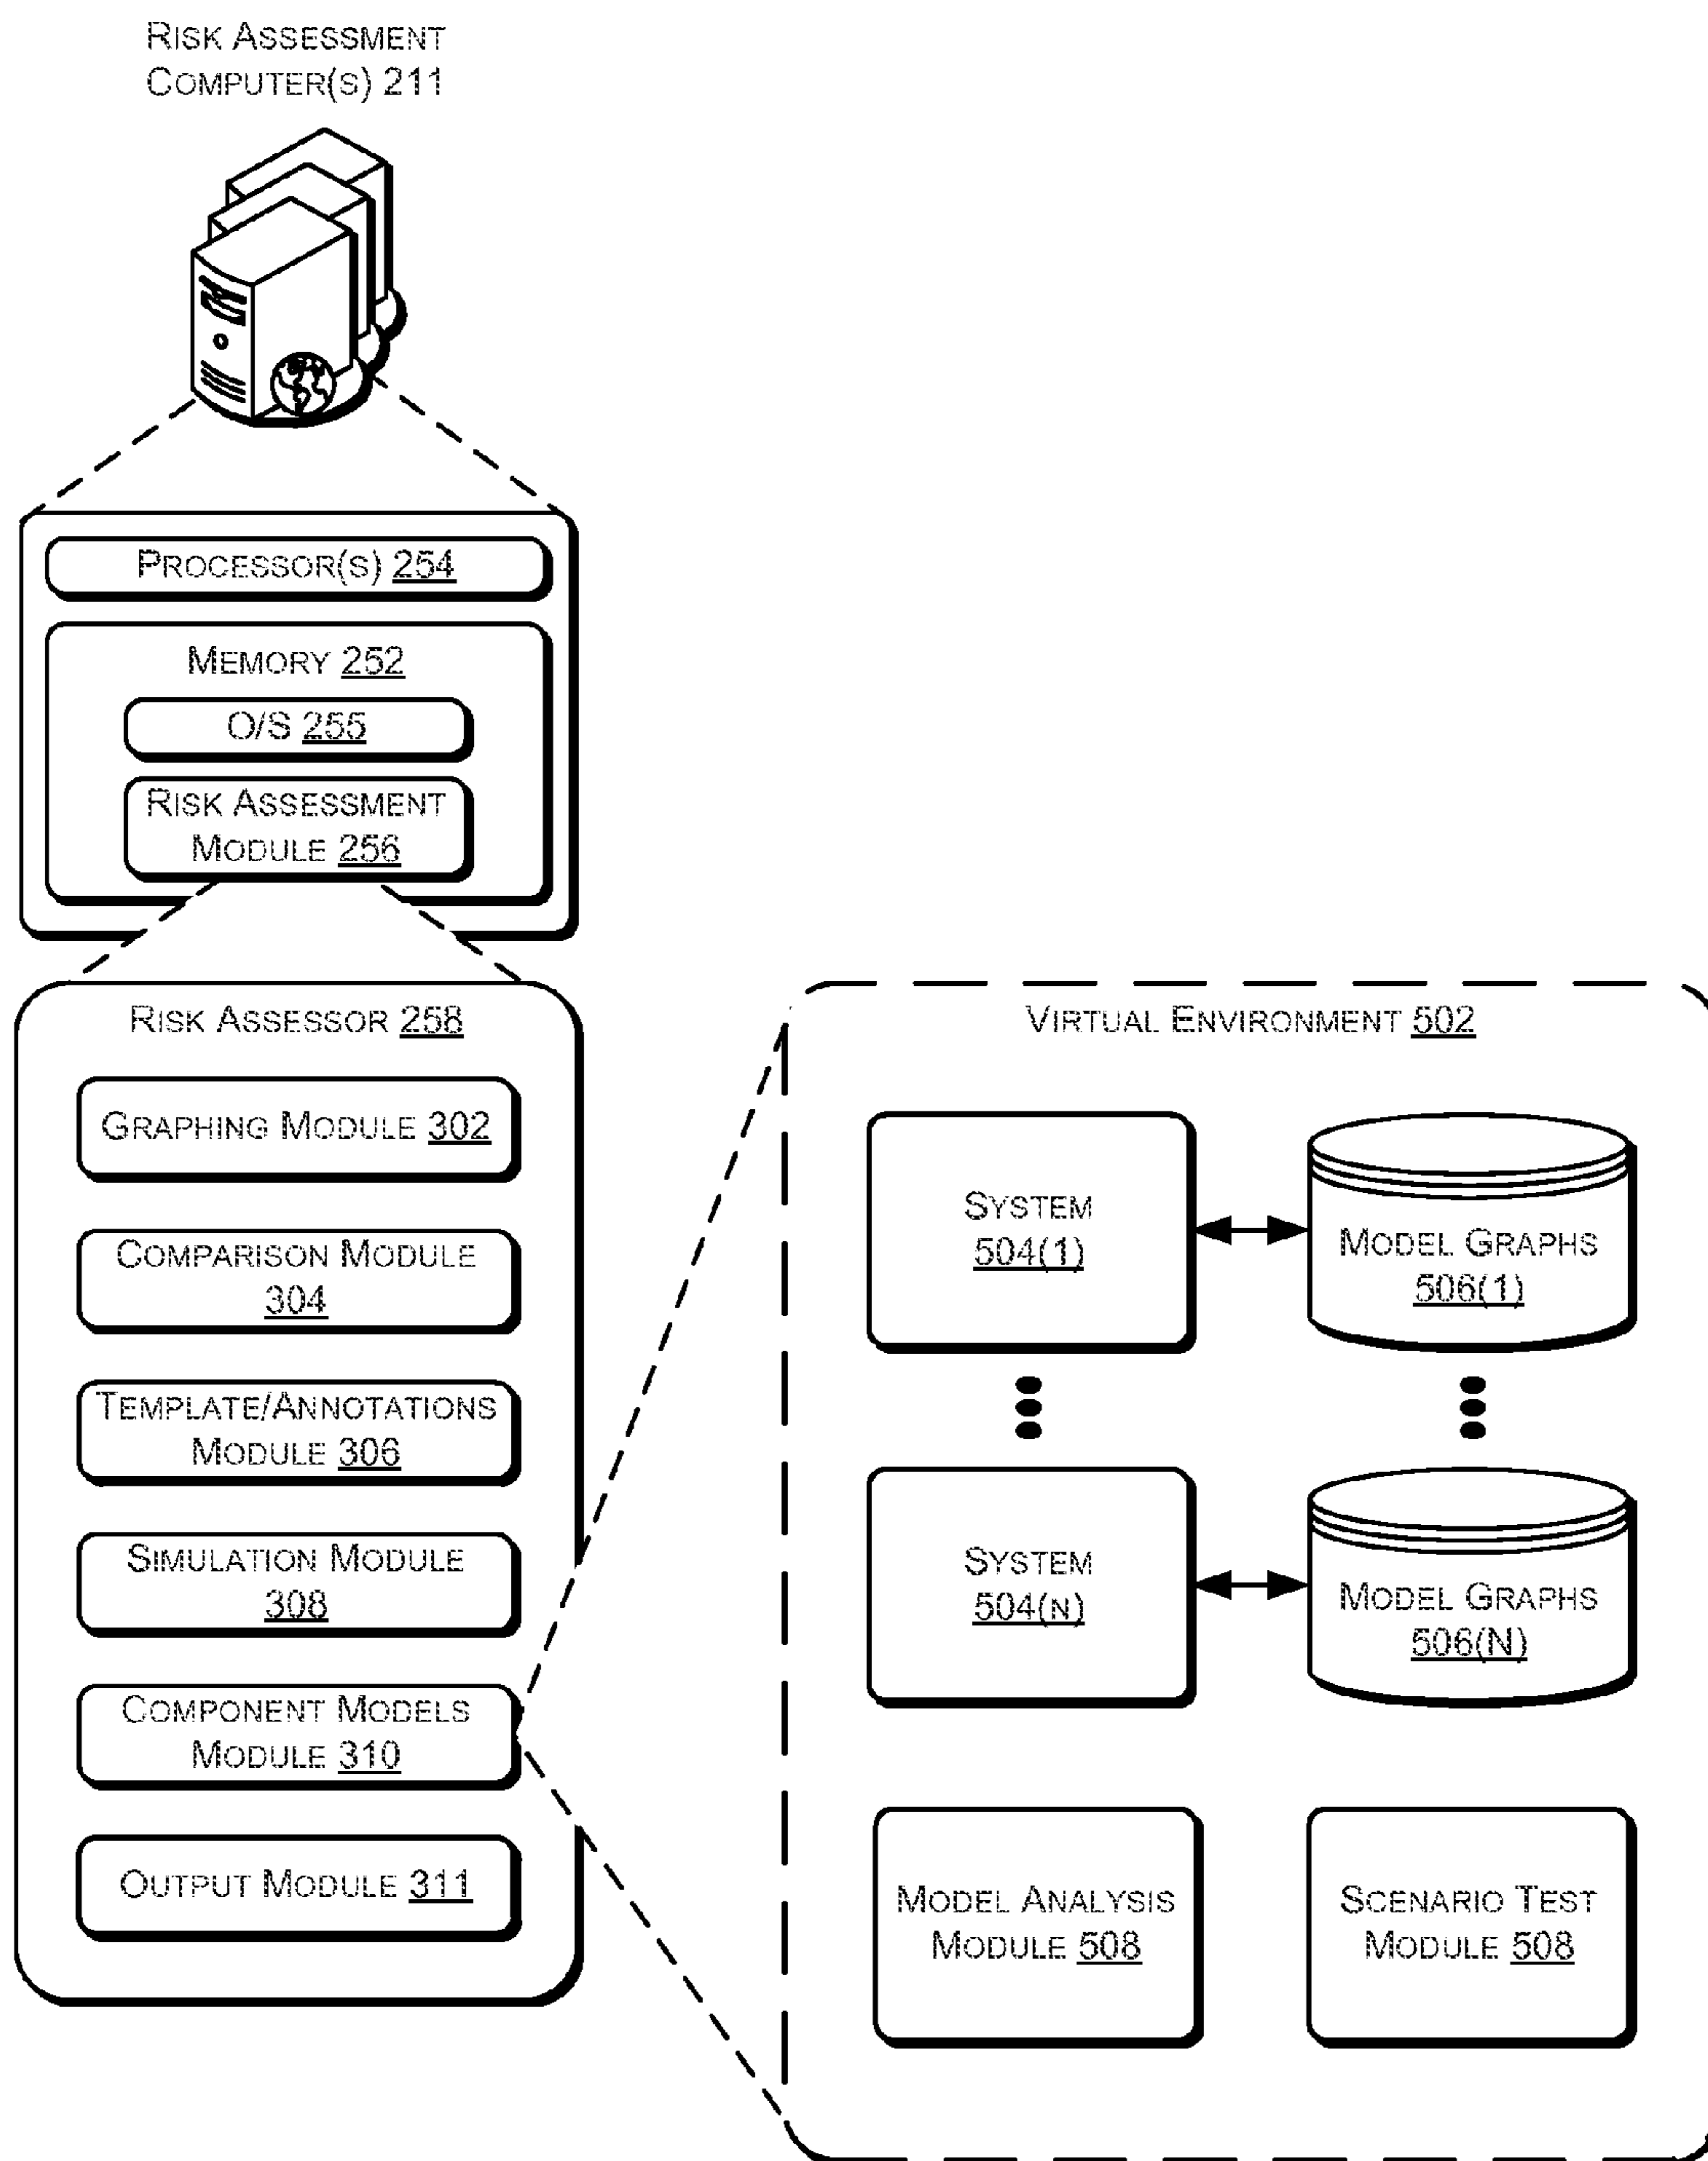 RISK ASSESSMENT
COMPUTER(S) 211
PROCESSOR(S) 254
MEMORY 252
O/S 255
RISK ASSESSMENT
MODULE 256
RISK ASSESSOR 258
GRAPHING MODULE 302
COMPARISON MODULE
304
TEMPLATE/ANNOTATIONS
MODULE 306
SIMULATION MODULE
308
COMPONENT MODELS
MODULE 310
OUTPUT MODULE 311
VIRTUAL ENVIRONMENT 502
SYSTEM
504(1)
MODEL GRAPHS
506(1)
SYSTEM
504(N)
MODEL GRAPHS
506(N)
MODEL ANALYSIS
MODULE 508
SCENARIO TEST
MODULE 508